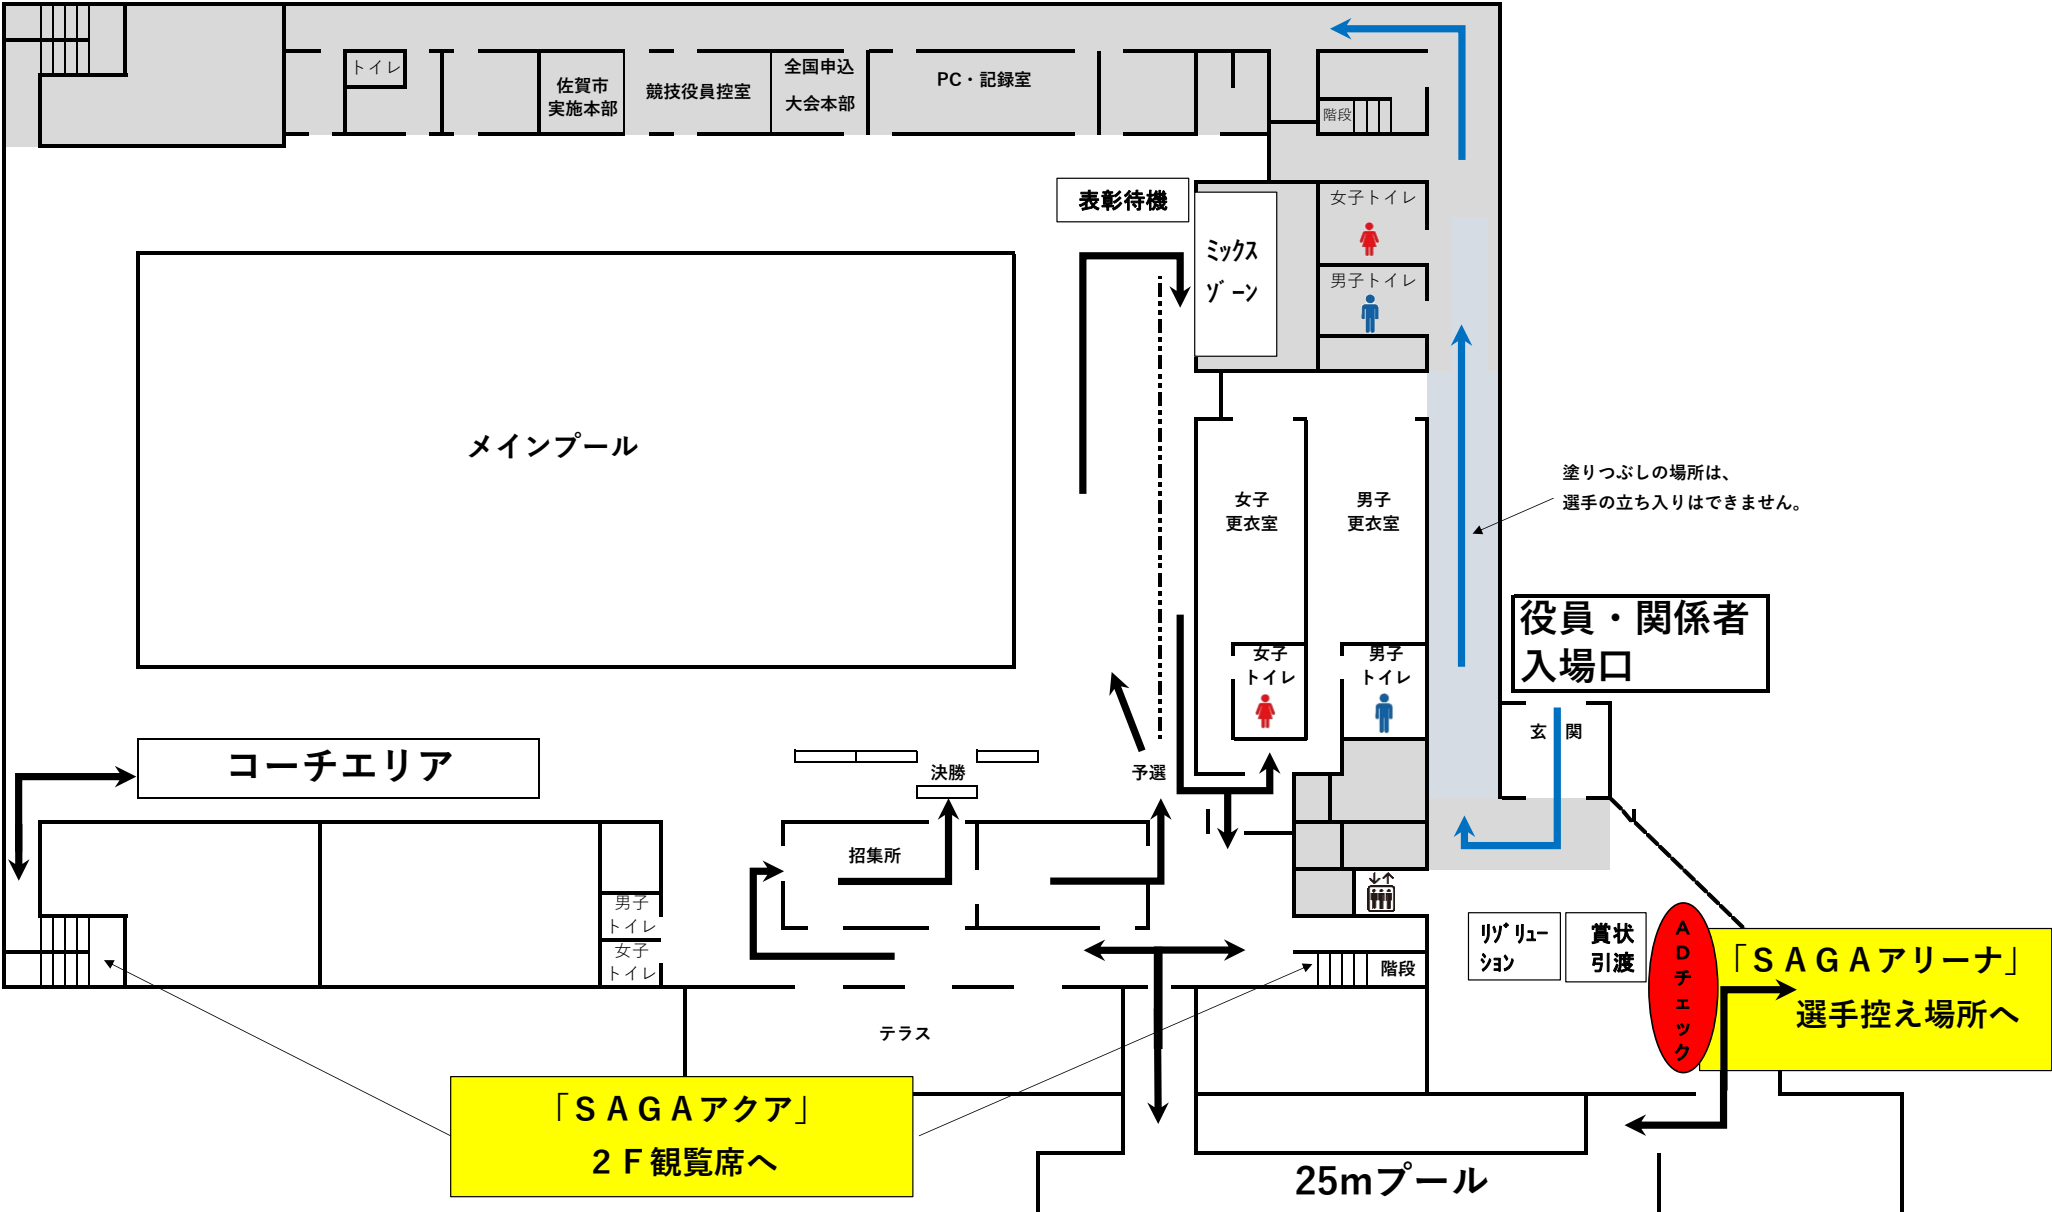 トイレ
佐賀市
実施本部
競技役員控室
全国申込
大会本部
PC・記録室
階段
表彰待機
ﾐｯｸｽ
ｿﾞｰﾝ
女子トイレ
男子トイレ
メインプール
女子
更衣室
男子
更衣室
塗りつぶしの場所は、
選手の立ち入りはできません。
役員・関係者
入場口
女子
トイレ
男子
トイレ
玄　関
コーチエリア
決勝
予選
招集所
男子
トイレ
女子
トイレ
ﾘｿﾞﾘｭｰ
ｼｮﾝ
賞状
引渡
ADチェック
「ＳＡＧＡアリーナ」
選手控え場所へ
階段
テラス
「ＳＡＧＡアクア」
２Ｆ観覧席へ
25mプール